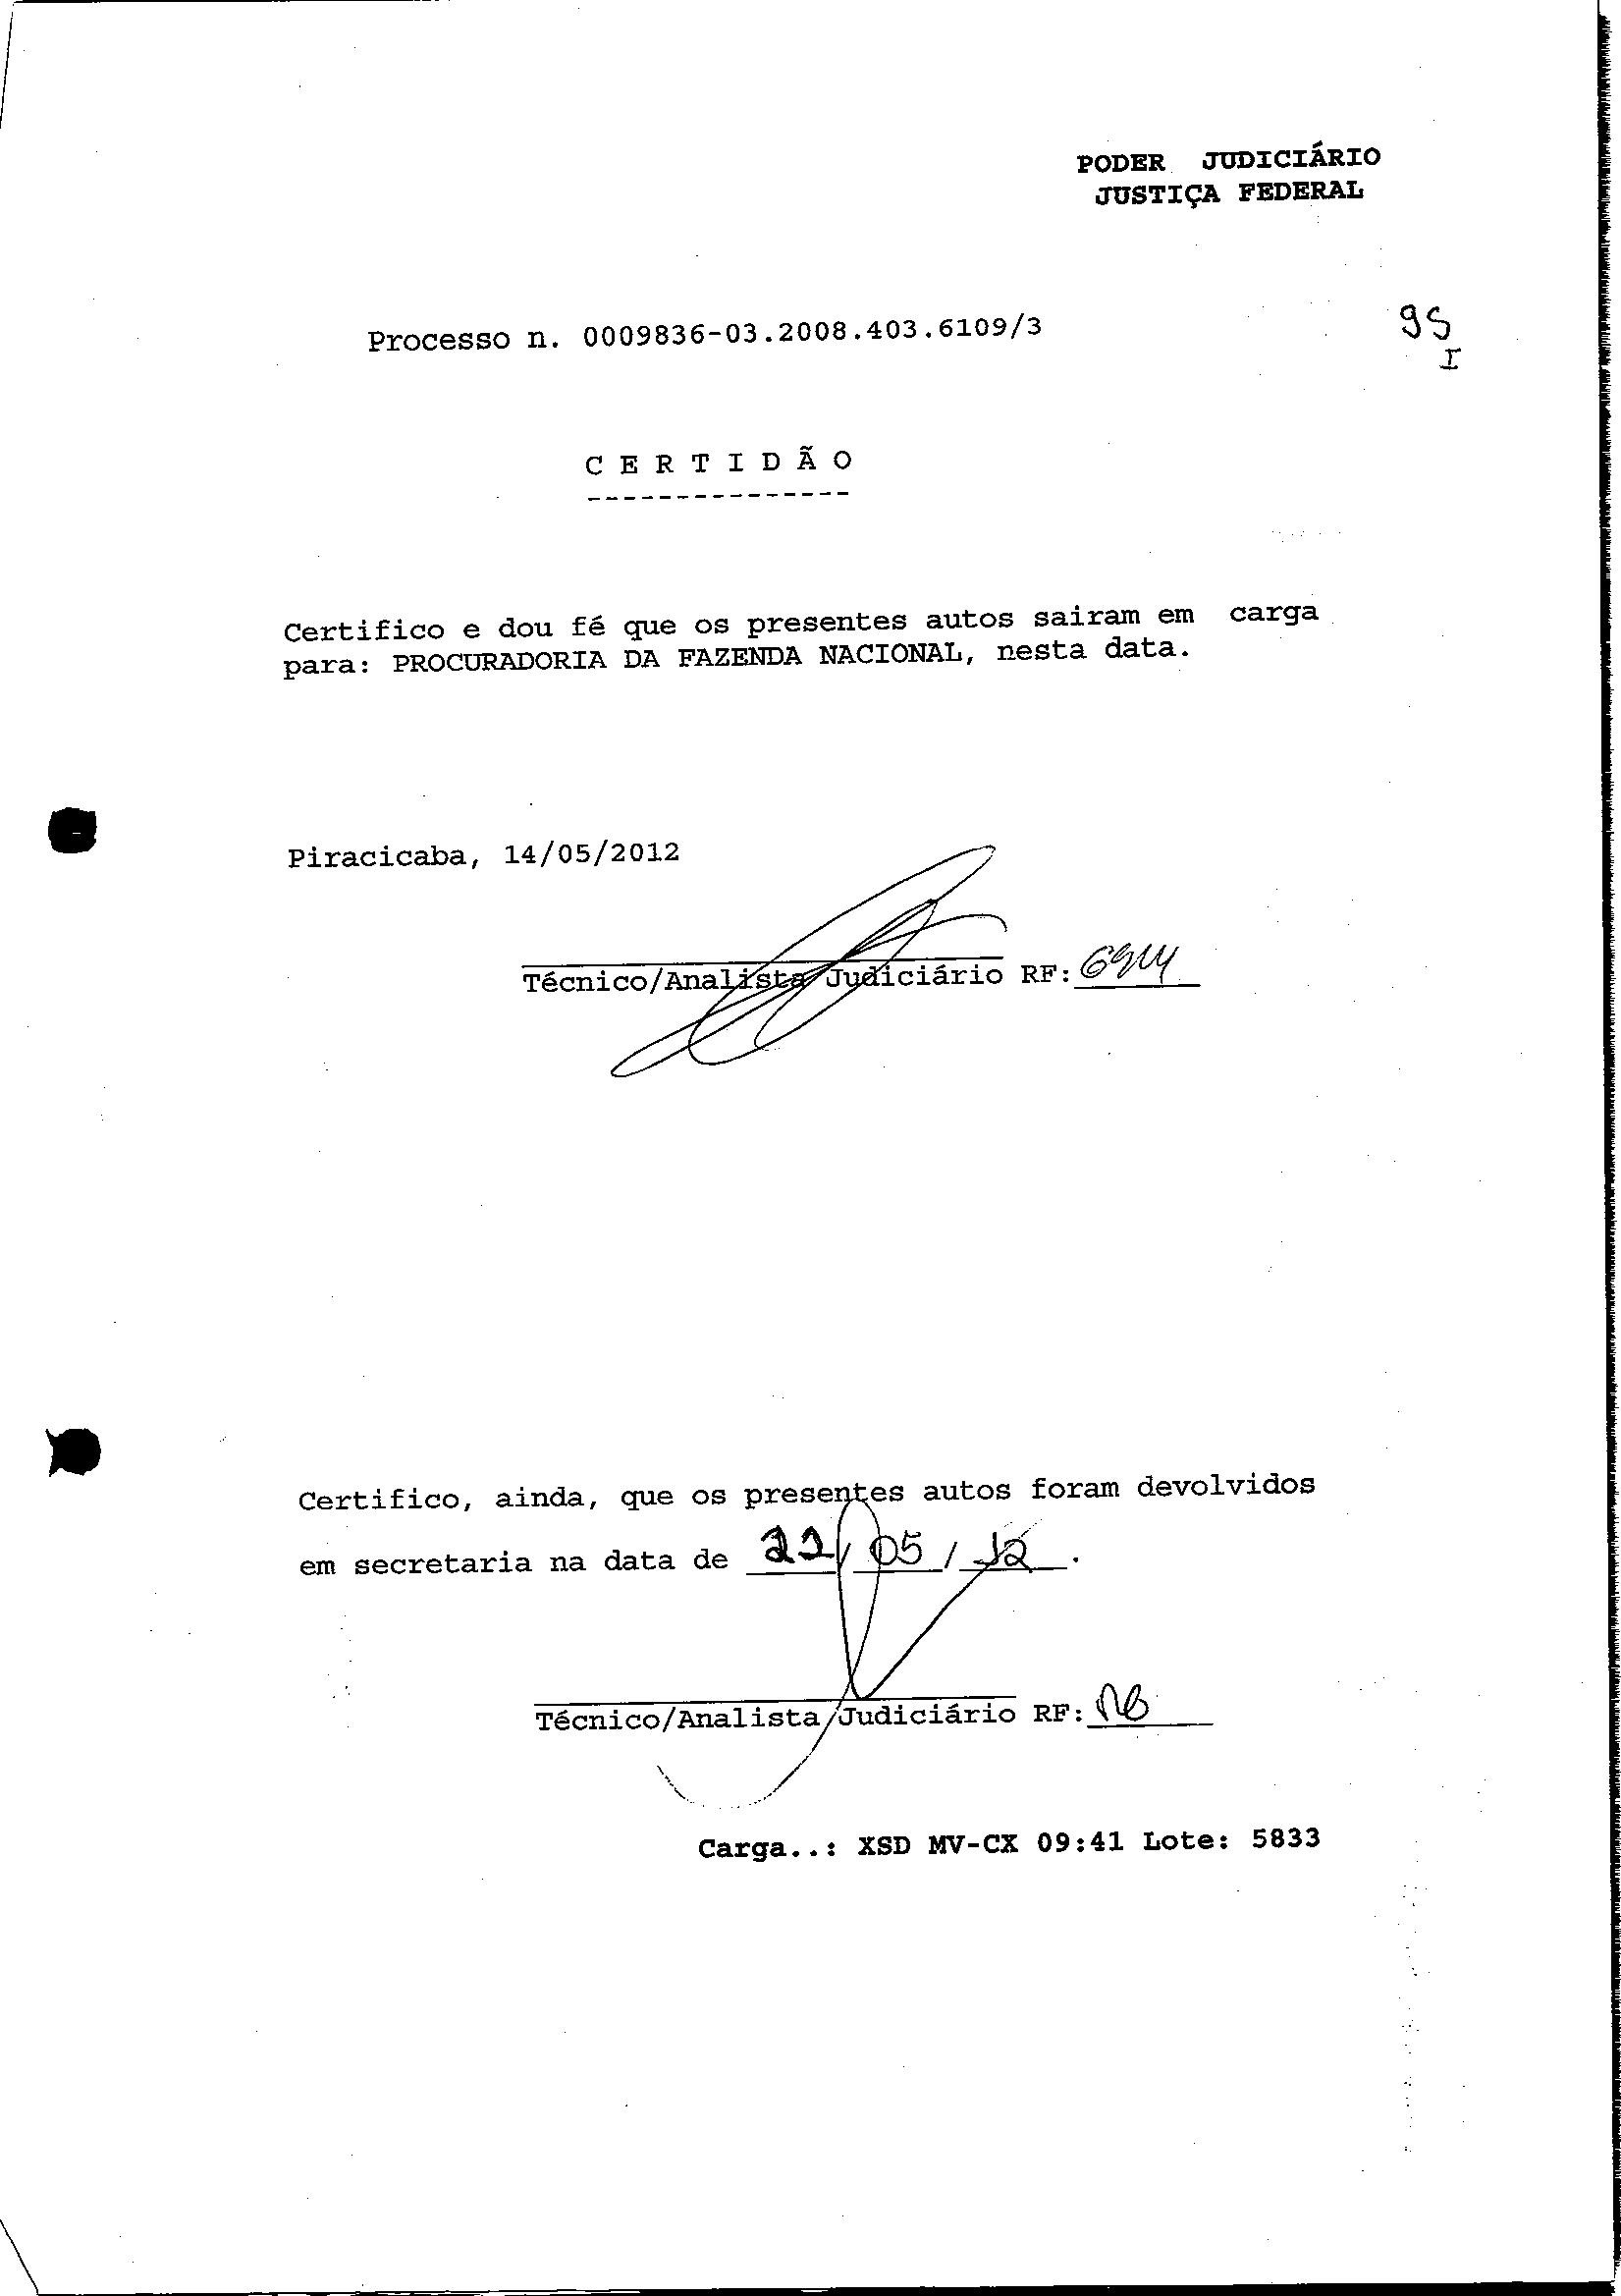 PODER JUDICIÁRIO
JUSTIÇA FEDERAL
Processo n. 0009836-03.2008.403.6109/3
95
I
C E R T I D Ã O
---------------
Certifico e dou fé que os presentes autos sairam em carga
para: PROCURADORIA DA FAZENDA NACIONAL, nesta data.
Piracicaba, 14/05/2012
Técnico/Analista Judiciário RF:
Certifico, ainda, que os presentes autos foram devolvidos
em secretaria na data de / 05 / 12 .
Técnico/Analista Judiciário RF:
Carga..: XSD MV-CX 09:41 Lote: 5833